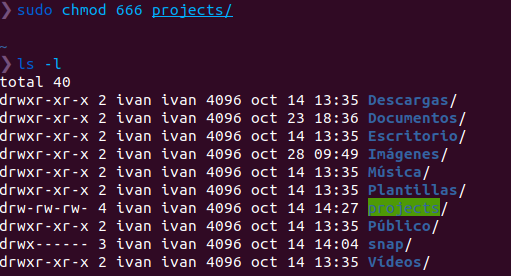 ❯ sudo chmod 666 projects/
~
❯ ls -l
total 40
drwxr-xr-x 2 ivan ivan 4096 oct 14 13:35 Descargas/
drwxr-xr-x 2 ivan ivan 4096 oct 23 18:36 Documentos/
drwxr-xr-x 2 ivan ivan 4096 oct 14 13:35 Escritorio/
drwxr-xr-x 2 ivan ivan 4096 oct 28 09:49 Imágenes/
drwxr-xr-x 2 ivan ivan 4096 oct 14 13:35 Música/
drwxr-xr-x 2 ivan ivan 4096 oct 14 13:35 Plantillas/
drw-rw-rw- 4 ivan ivan 4096 oct 14 14:27 projects/
drwxr-xr-x 2 ivan ivan 4096 oct 14 13:35 Público/
drwx------ 3 ivan ivan 4096 oct 14 14:04 snap/
drwxr-xr-x 2 ivan ivan 4096 oct 14 13:35 Vídeos/